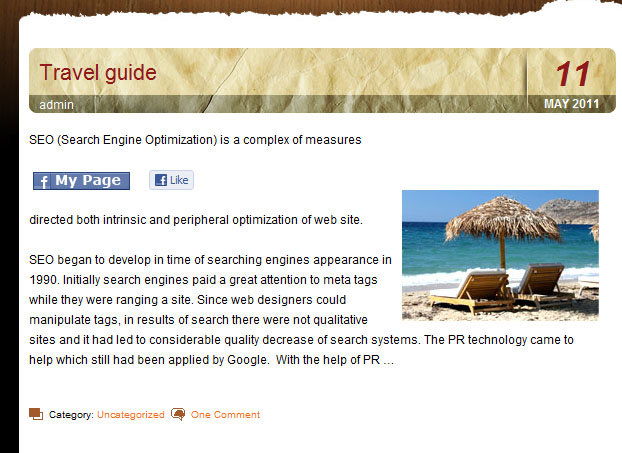 Travel guide
11
admin
MAY 2011
SEO (Search Engine Optimization) is a complex of measures
f My Page
f Like
directed both intrinsic and peripheral optimization of web site.
SEO began to develop in time of searching engines appearance in
1990. Initially search engines paid a great attention to meta tags
while they were ranging a site. Since web designers could
manipulate tags, in results of search there were not qualitative
sites and it had led to considerable quality decrease of search systems. The PR technology came to
help which still had been applied by Google. With the help of PR ...
Category: Uncategorized One Comment